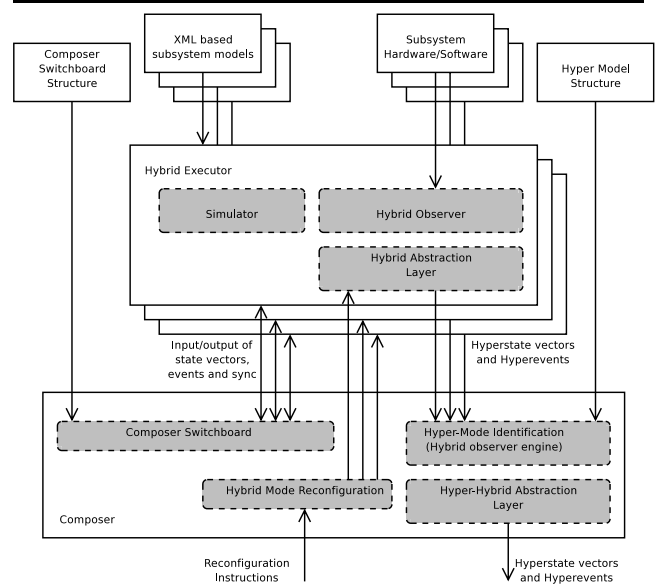 XML based
subsystem models
Subsystem
Hardware/Software
Composer
Switchboard
Structure
Hyper Model
Structure
Hybrid Executor
Simulator
Hybrid Observer
Hybrid Abstraction
Layer
Input/output of
state vectors,
events and sync
Hyperstate vectors
and Hyperevents
Composer Switchboard
Hyper-Mode Identification
(Hybrid observer engine)
Hybrid Mode Reconfiguration
Hyper-Hybrid Abstraction
Layer
Composer
Reconfiguration
Instructions
Hyperstate vectors
and Hyperevents